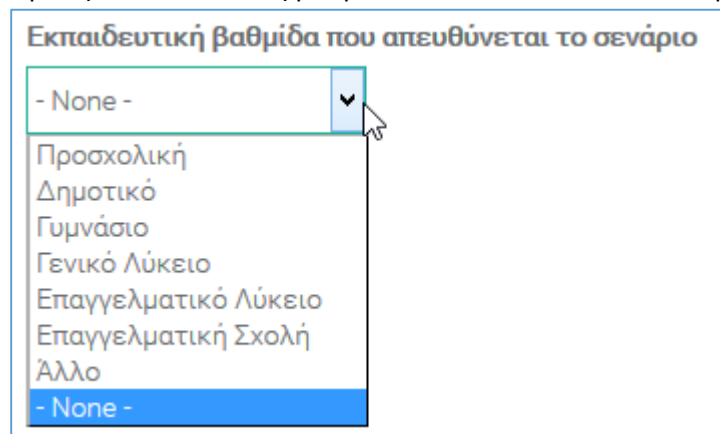 Εκπαιδευτική βαθμίδα που απευθύνεται το σενάριο
- None -
Προσχολική
Δημοτικό
Γυμνάσιο
Γενικό Λύκειο
Επαγγελματικό Λύκειο
Επαγγελματική Σχολή
Άλλο
- None -